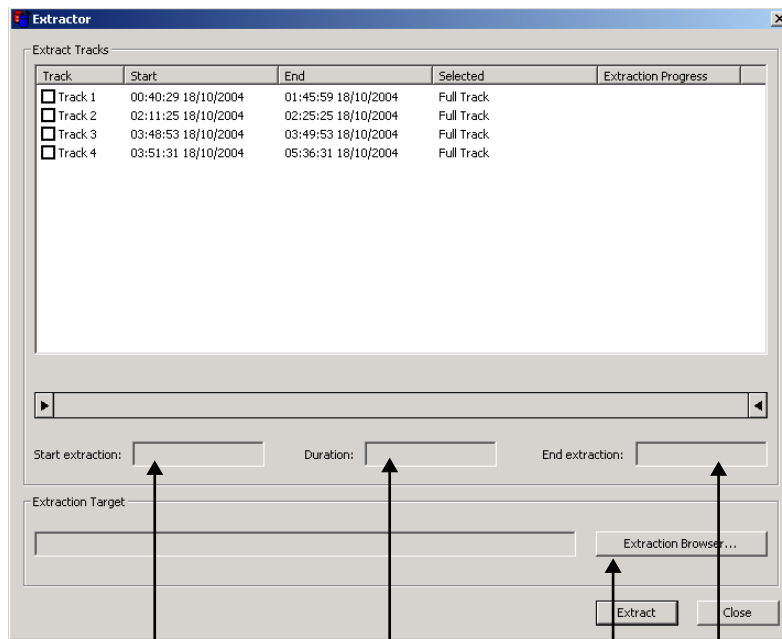 Extractor
Extract Tracks
Track Start End Selected Extraction Progress
Track 1 00:40:29 18/10/2004 01:45:59 18/10/2004 Full Track
Track 2 02:11:25 18/10/2004 02:25:25 18/10/2004 Full Track
Track 3 03:48:53 18/10/2004 03:49:53 18/10/2004 Full Track
Track 4 03:51:31 18/10/2004 05:36:31 18/10/2004 Full Track
Start extraction: Duration: End extraction:
Extraction Target
Extraction Browser...
Extract Close